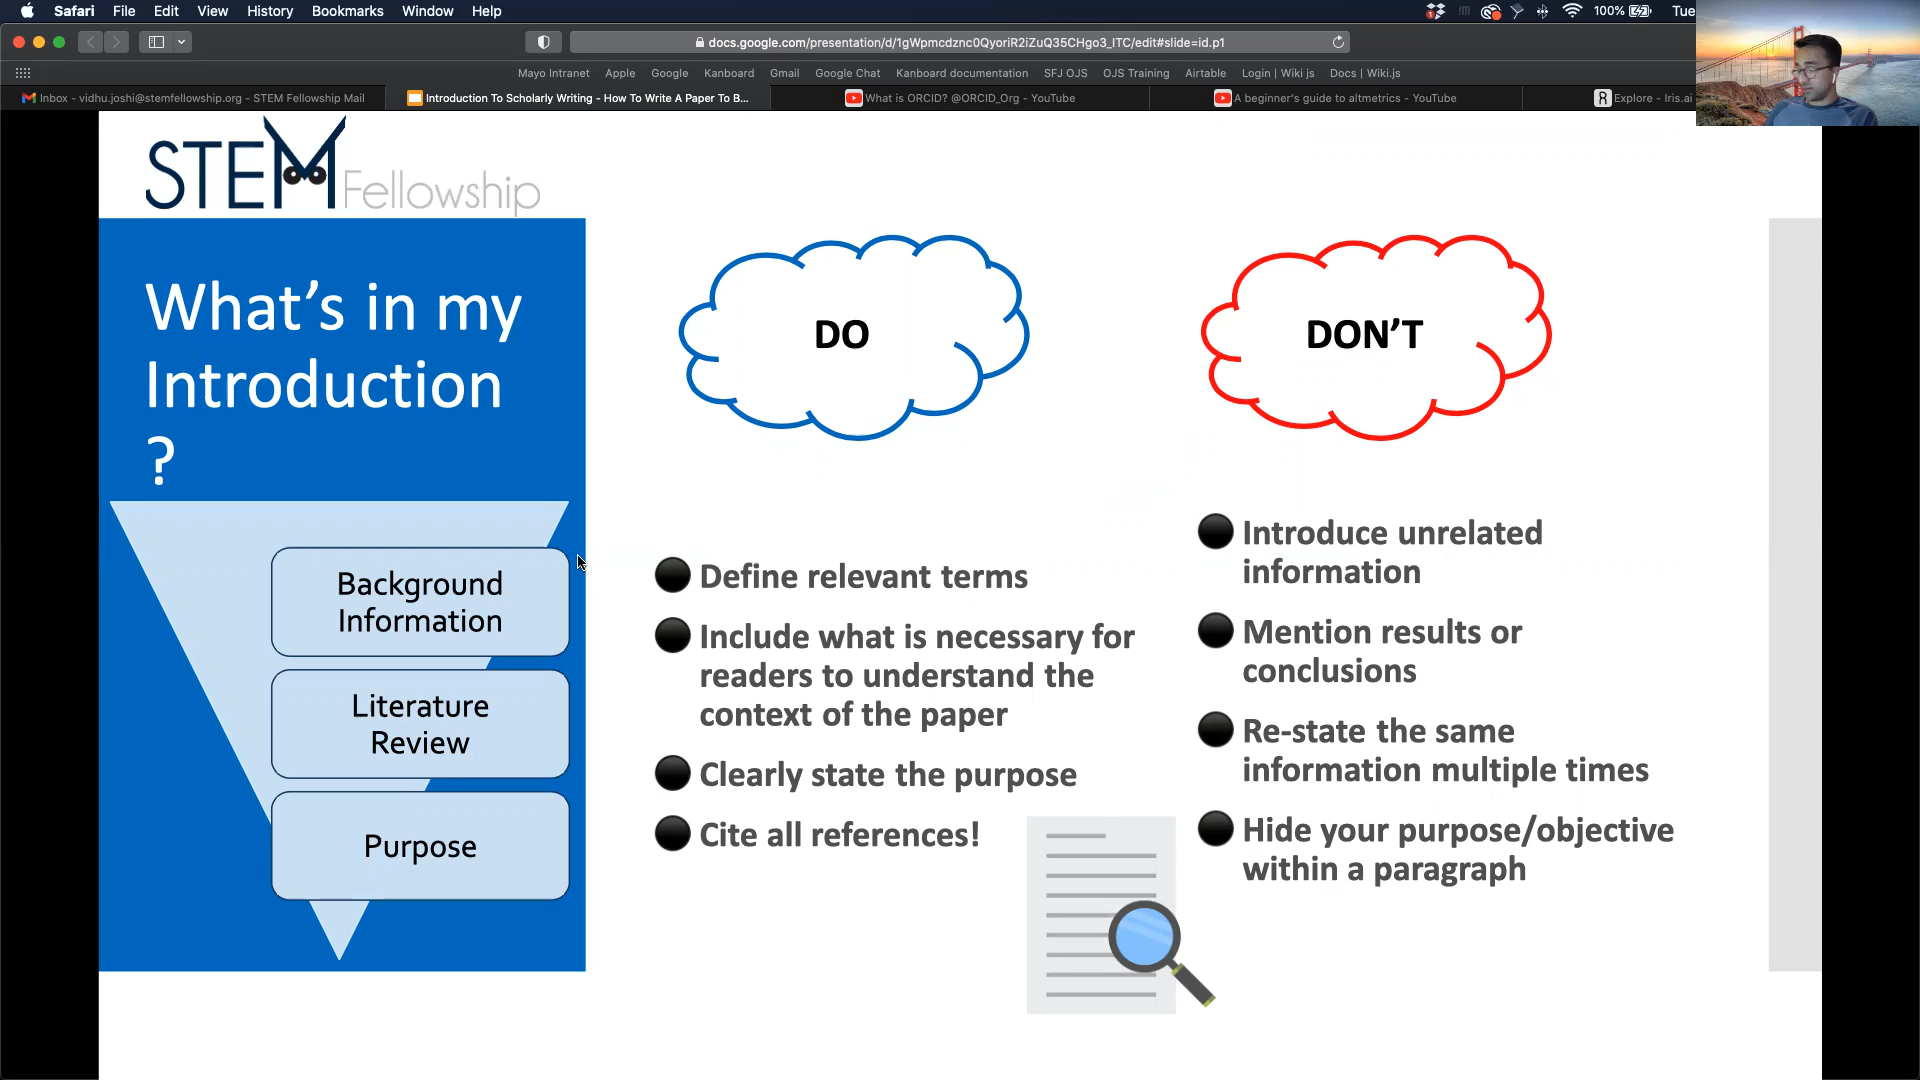 Safari File Edit View History Bookmarks Window Help
100% Tue
docs.google.com/presentation/d/1gWpmcdznc0QyoriR2iZuQ35CHgo3_ITC/edit#slide=id.p1
Mayo Intranet Apple Google Kanboard Gmail Google Chat Kanboard documentation SFJ OJS OJS Training Airtable Login | Wiki js Docs | Wiki.js
Inbox - vidhu.joshi@stemfellowship.org - STEM Fellowship Mail
Introduction To Scholarly Writing - How To Write A Paper To B...
What is ORCID? @ORCID_Org - YouTube
A beginner's guide to altmetrics - YouTube
R Explore - Iris.ai
STEM Fellowship
What's in my
Introduction
?
Background
Information
Literature
Review
Purpose
DO
Define relevant terms
Include what is necessary for
readers to understand the
context of the paper
Clearly state the purpose
Cite all references!
DON'T
Introduce unrelated
information
Mention results or
conclusions
Re-state the same
information multiple times
Hide your purpose/objective
within a paragraph